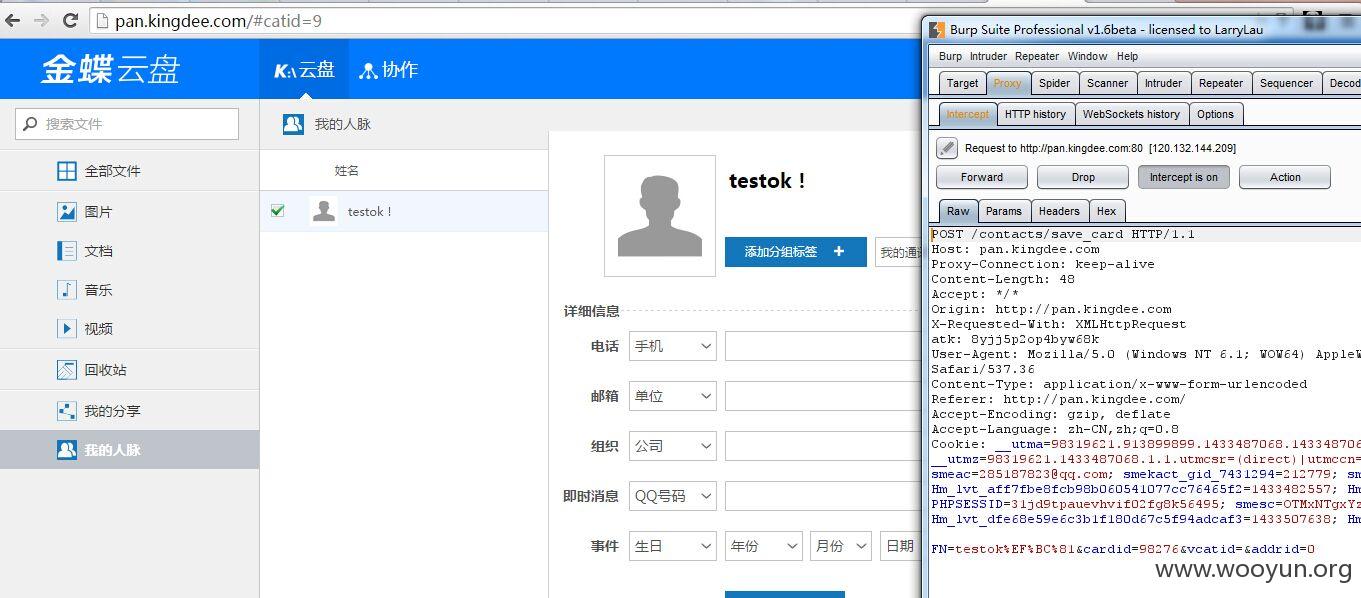 pan.kingdee.com/#catid=9
金蝶云盘
K:\云盘
协作
搜索文件
全部文件
图片
文档
音乐
视频
回收站
我的分享
我的人脉
我的人脉
姓名
testok！
testok！
添加分组标签 +
详细信息
电话 手机
邮箱 单位
组织 公司
即时消息 QQ号码
事件 生日 年份 月份 日期
Burp Suite Professional v1.6beta - licensed to LarryLau
Burp Intruder Repeater Window Help
Target Proxy Spider Scanner Intruder Repeater Sequencer
Intercept HTTP history WebSockets history Options
Request to http://pan.kingdee.com:80 [120.132.144.209]
Forward Drop Intercept is on Action
Raw Params Headers Hex
POST /contacts/save_card HTTP/1.1
Host: pan.kingdee.com
Proxy-Connection: keep-alive
Content-Length: 48
Accept: */*
Origin: http://pan.kingdee.com
X-Requested-With: XMLHttpRequest
atk: 8yjj5p2op4byw68k
User-Agent: Mozilla/5.0 (Windows NT 6.1; WOW64)
Safari/537.36
Content-Type: application/x-www-form-urlencoded
Referer: http://pan.kingdee.com/
Accept-Encoding: gzip, deflate
Accept-Language: zh-CN,zh;q=0.8
Cookie: __utma=98319621.913899899.1433487068.143348706
__utmz=98319621.1433487068.1.1.utmcsr=(direct)|utmccn=
smeac=285187823@qq.com; smekact_gid_7431294=212779;
Hm_lvt_aff7fbe8fcb98b060541077cc76465f2=1433482557;
PHPSESSID=31jd9tpauevhvif02fg8k56495; smesc=OTMxNTgxYz
Hm_lvt_dfe68e59e6c3b1f180d67c5f94adcaf3=1433507638;
FN=testok%EF%BC%81&cardid=98276&vcatid=&addrid=0
www.wooyun.org